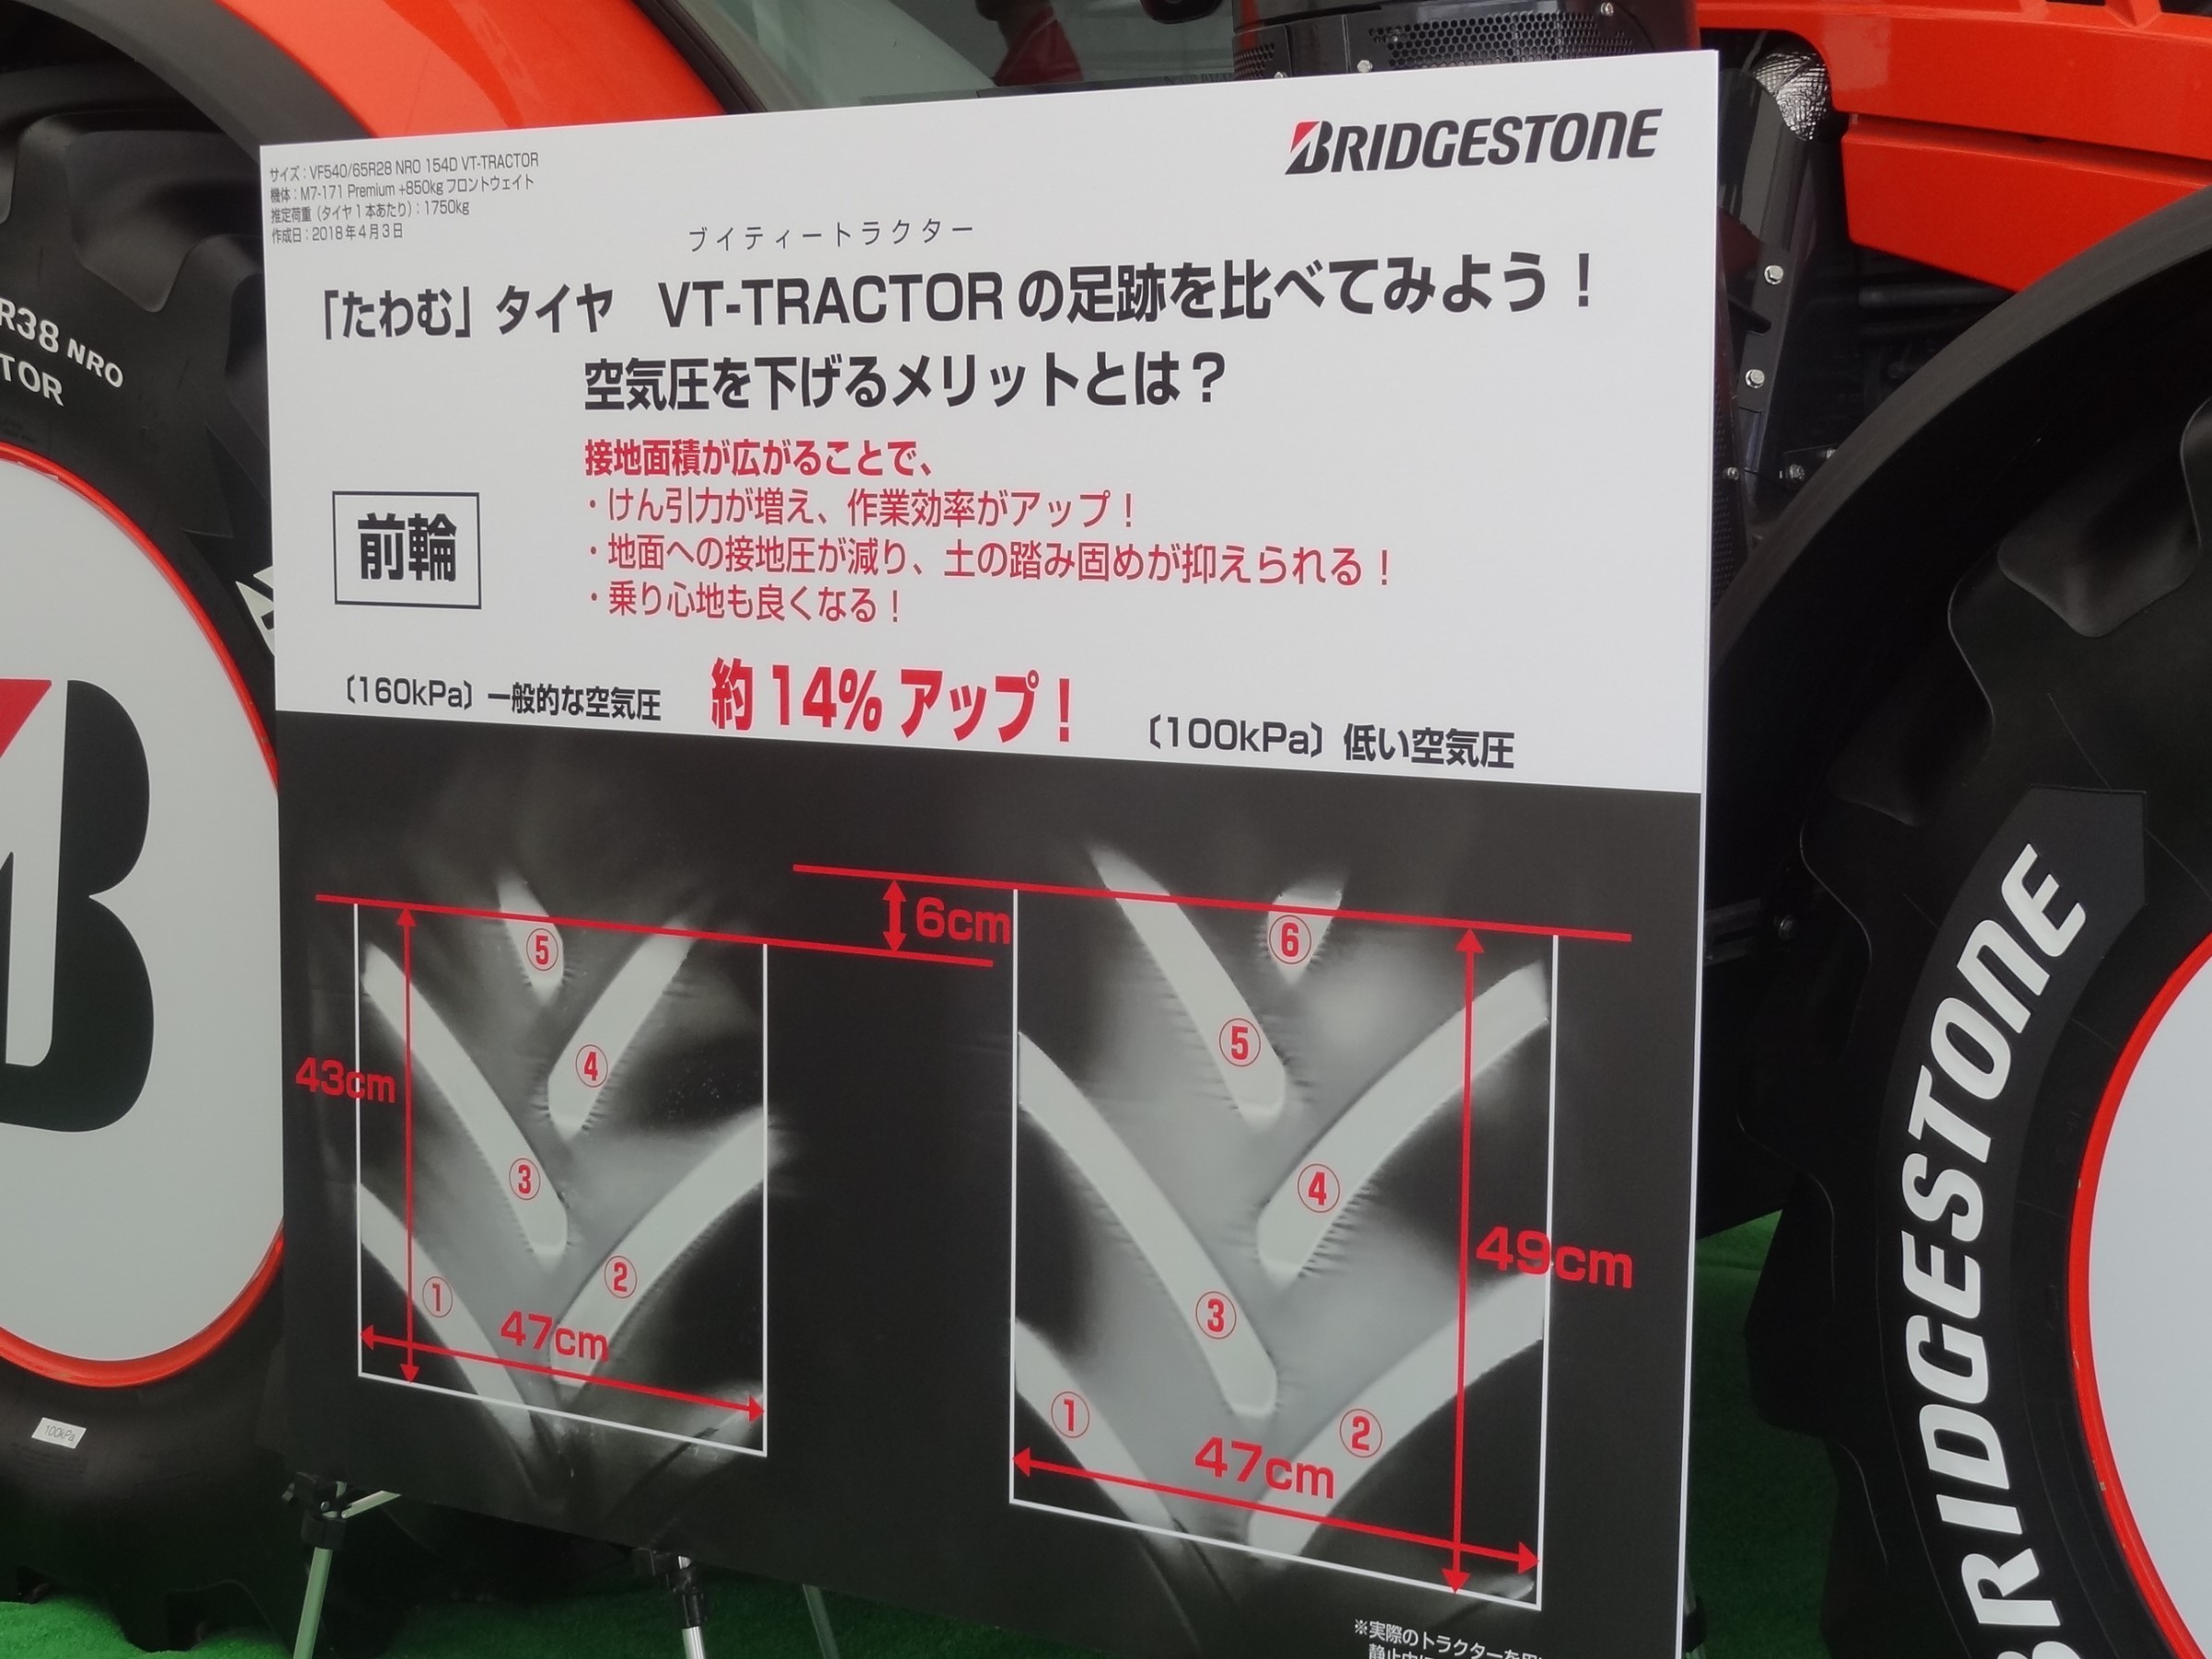 BRIDGESTONE
サイズ：VF540/65R28 NRO 154D VT-TRACTOR
機体：M7-171 Premium +850kg フロントウェイト
推定荷重（タイヤ1本あたり）：1750kg
作成日：2018年4月3日
ブイティートラクター
「たわむ」タイヤ　VT-TRACTORの足跡を比べてみよう！
空気圧を下げるメリットとは？
接地面積が広がることで、
・けん引力が増え、作業効率がアップ！
・地面への接地圧が減り、土の踏み固めが抑えられる！
・乗り心地も良くなる！
前輪
〔160kPa〕一般的な空気圧
約14%アップ！
〔100kPa〕低い空気圧
6cm
⑤
④
③
②
①
43cm
47cm
⑥
⑤
④
③
②
①
49cm
47cm
※実際のトラクターを
静止
R38 NRO
TOR
B
100kPa
BRIDGESTONE
BRIDGESTONE